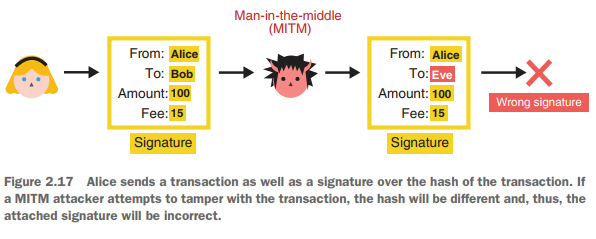 Man-in-the-middle
(MITM)
From: Alice
To: Bob
Amount: 100
Fee: 15
Signature
From: Alice
To: Eve
Amount: 100
Fee: 15
Signature
Wrong signature
Figure 2.17 Alice sends a transaction as well as a signature over the hash of the transaction. If
a MITM attacker attempts to tamper with the transaction, the hash will be different and, thus, the
attached signature will be incorrect.